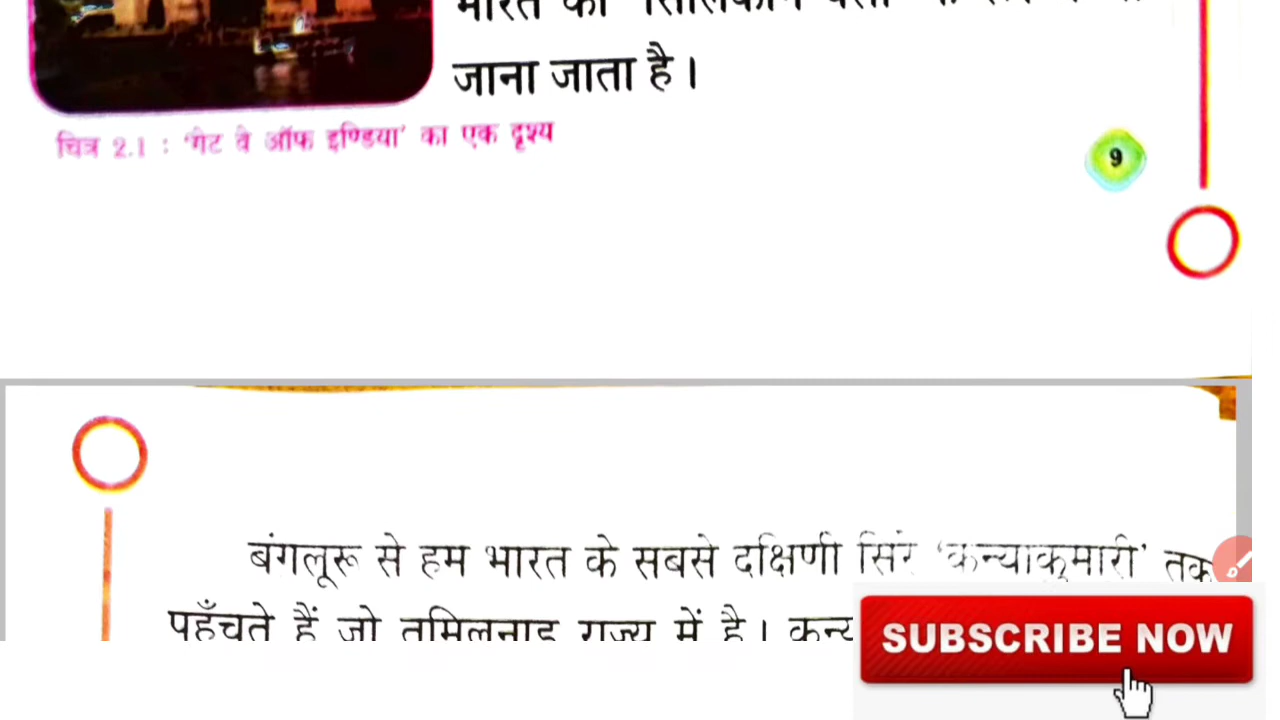 जाना जाता है।
चित्र 2.1 : 'गेट वे ऑफ इण्डिया' का एक दृश्य
9
बंगलूरू से हम भारत के सबसे दक्षिणी सिरे 'कन्याकुमारी' तक
पहुँचते हैं जो तमिलनाडु राज्य में है।
SUBSCRIBE NOW